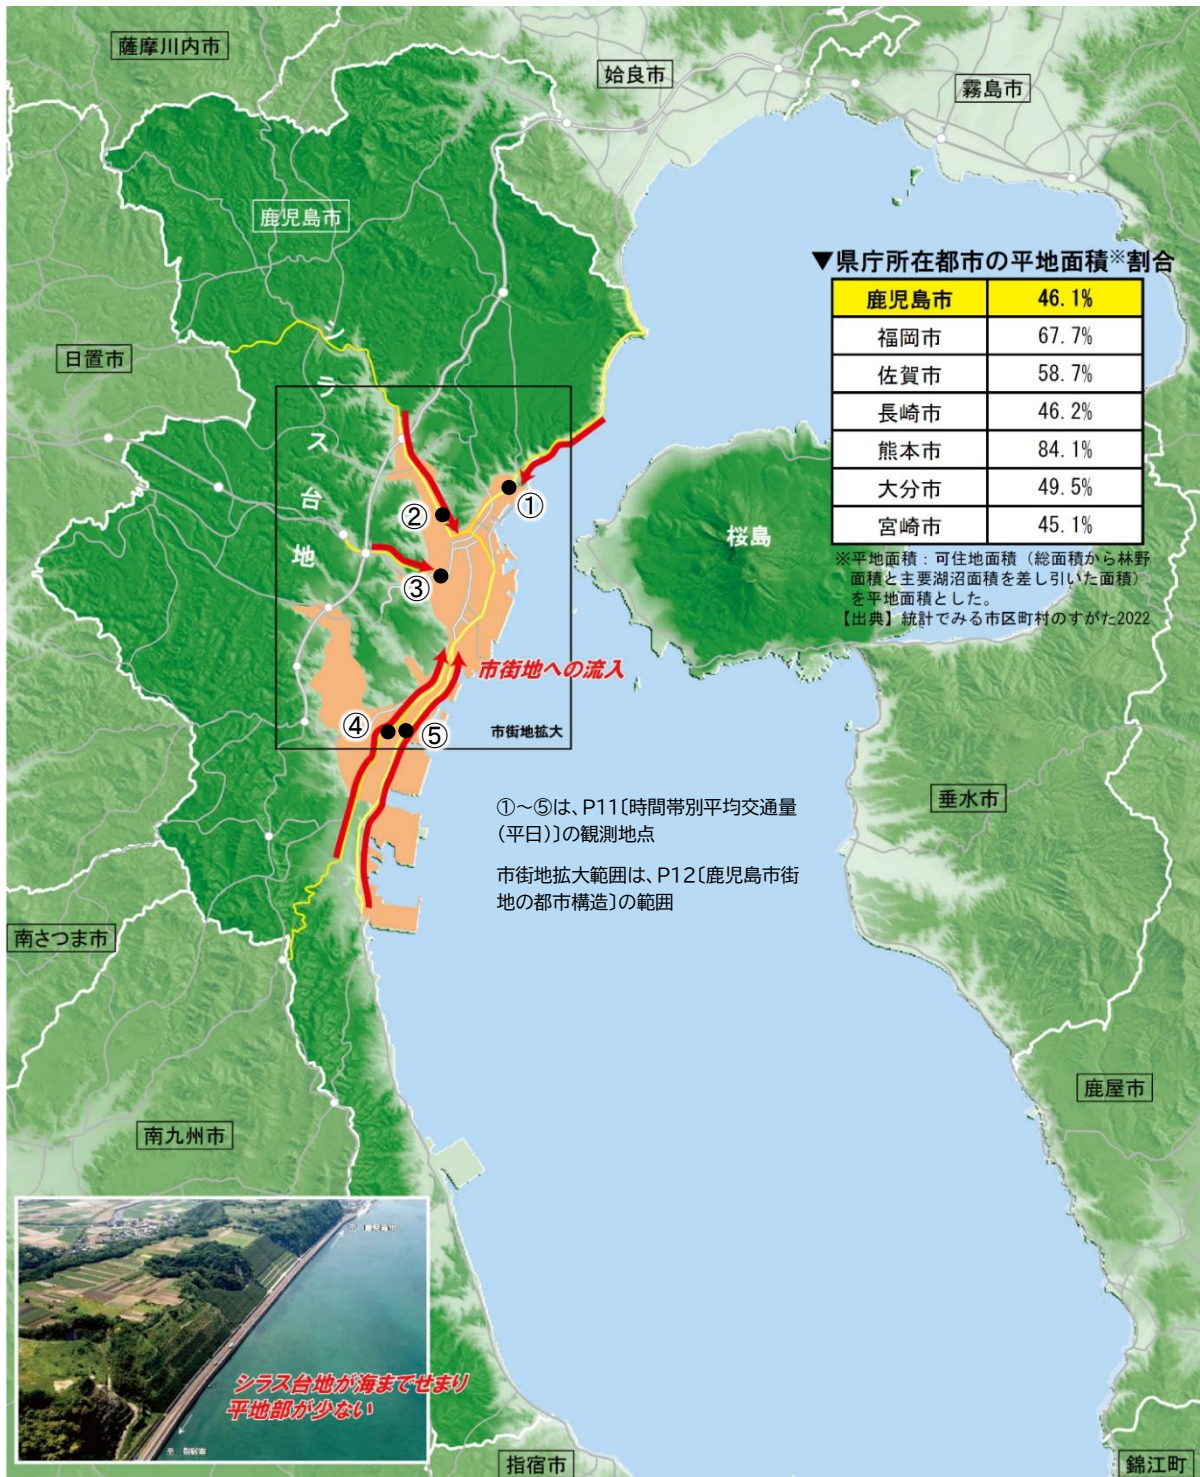 薩摩川内市
姶良市
霧島市
鹿児島市
▼県庁所在都市の平地面積※割合
鹿児島市 46.1%
福岡市 67.7%
佐賀市 58.7%
長崎市 46.2%
熊本市 84.1%
大分市 49.5%
宮崎市 45.1%
※平地面積：可住地面積（総面積から林野
面積と主要湖沼面積を差し引いた面積）
を平地面積とした。
【出典】統計でみる市区町村のすがた2022
日置市
シラス台地
①
②
③
桜島
市街地への流入
④
⑤
市街地拡大
①～⑤は、P11〔時間帯別平均交通量
(平日)〕の観測地点
市街地拡大範囲は、P12〔鹿児島市街
地の都市構造〕の範囲
垂水市
南さつま市
鹿屋市
南九州市
至 鹿児島市
シラス台地が海までせまり
平地部が少ない
至 指宿市
指宿市
錦江町